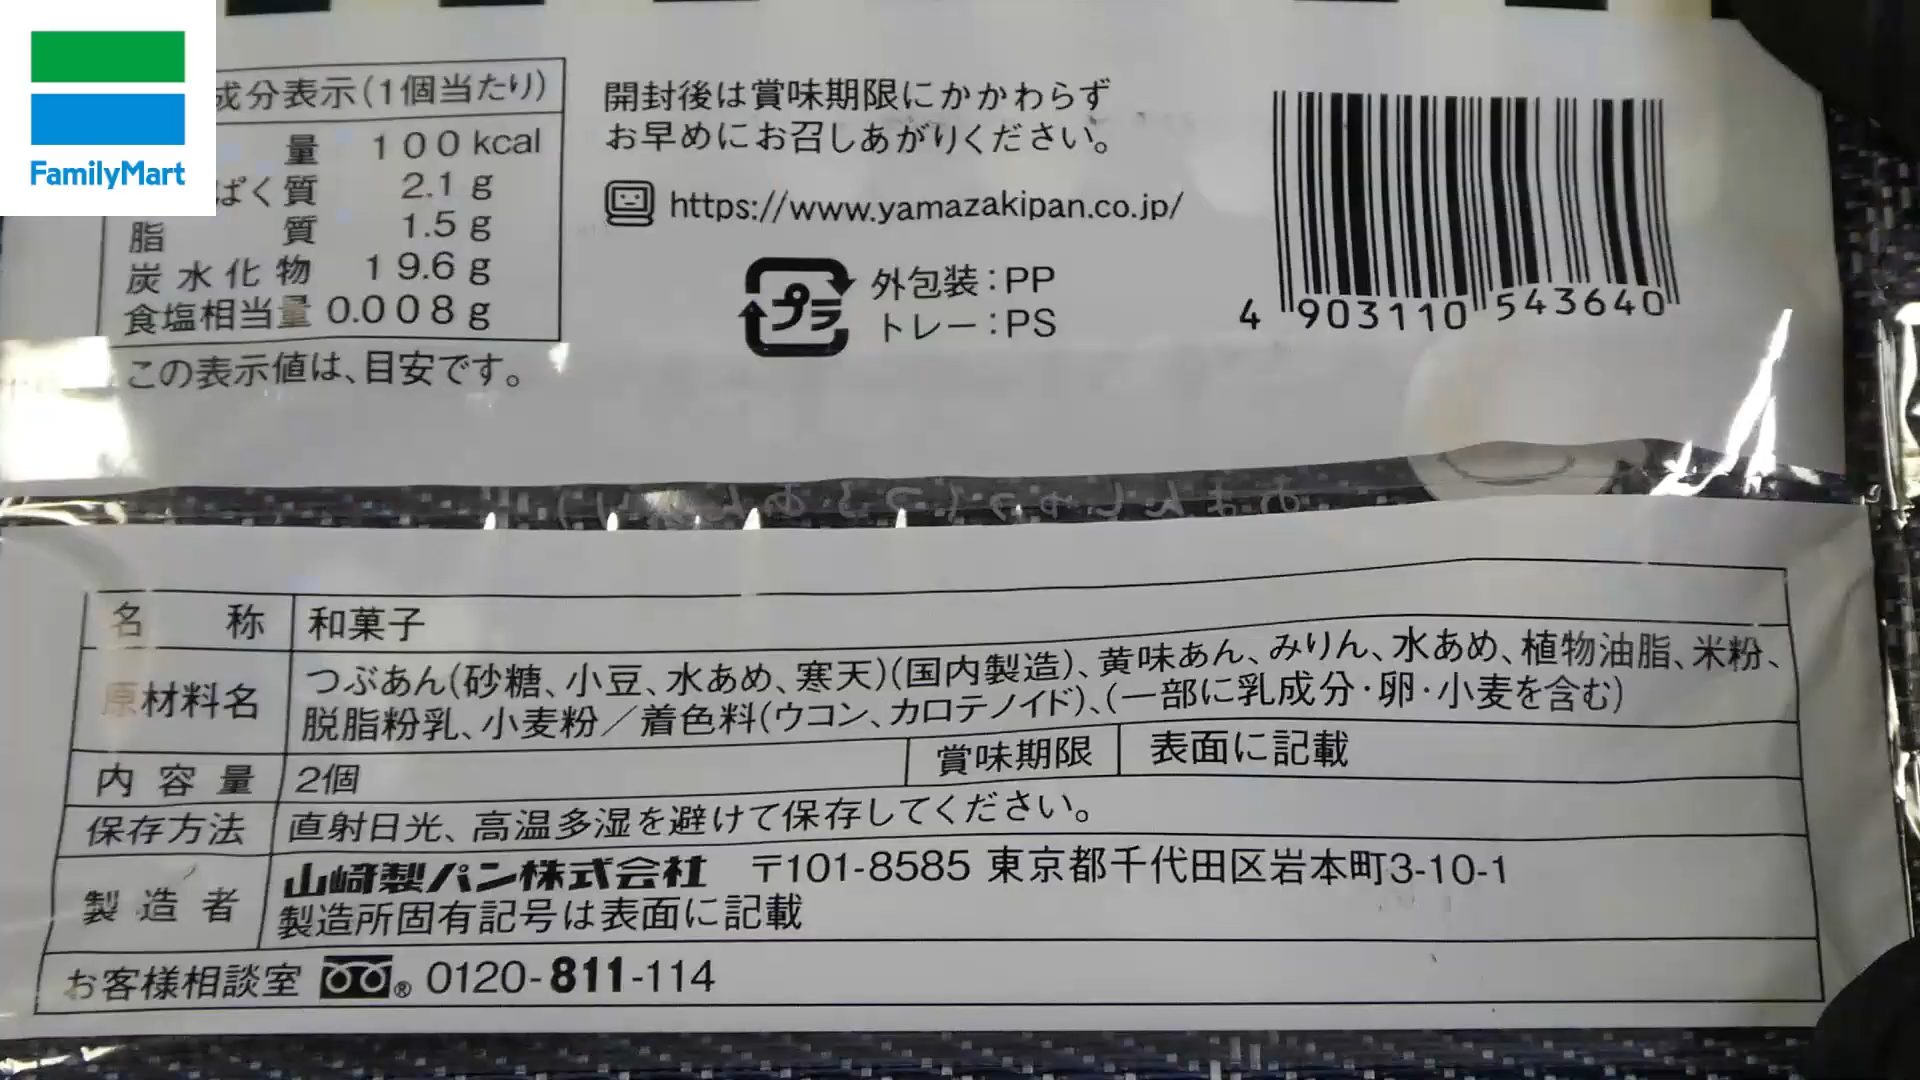 FamilyMart
成分表示(1個当たり)
量 100kcal
ぱく質 2.1g
脂質 1.5g
炭水化物 19.6g
食塩相当量 0.008g
この表示値は、目安です。
開封後は賞味期限にかかわらず
お早めにお召しあがりください。
https://www.yamazakipan.co.jp/
プラ
外包装:PP
トレー:PS
4 903110 543640
名称 和菓子
原材料名 つぶあん(砂糖、小豆、水あめ、寒天)(国内製造)、黄味あん、みりん、水あめ、植物油脂、米粉、
脱脂粉乳、小麦粉/着色料(ウコン、カロテノイド)、(一部に乳成分・卵・小麦を含む)
内容量 2個 賞味期限 表面に記載
保存方法 直射日光、高温多湿を避けて保存してください。
製造者 山崎製パン株式会社 〒101-8585 東京都千代田区岩本町3-10-1
製造所固有記号は表面に記載
お客様相談室 ® 0120-811-114